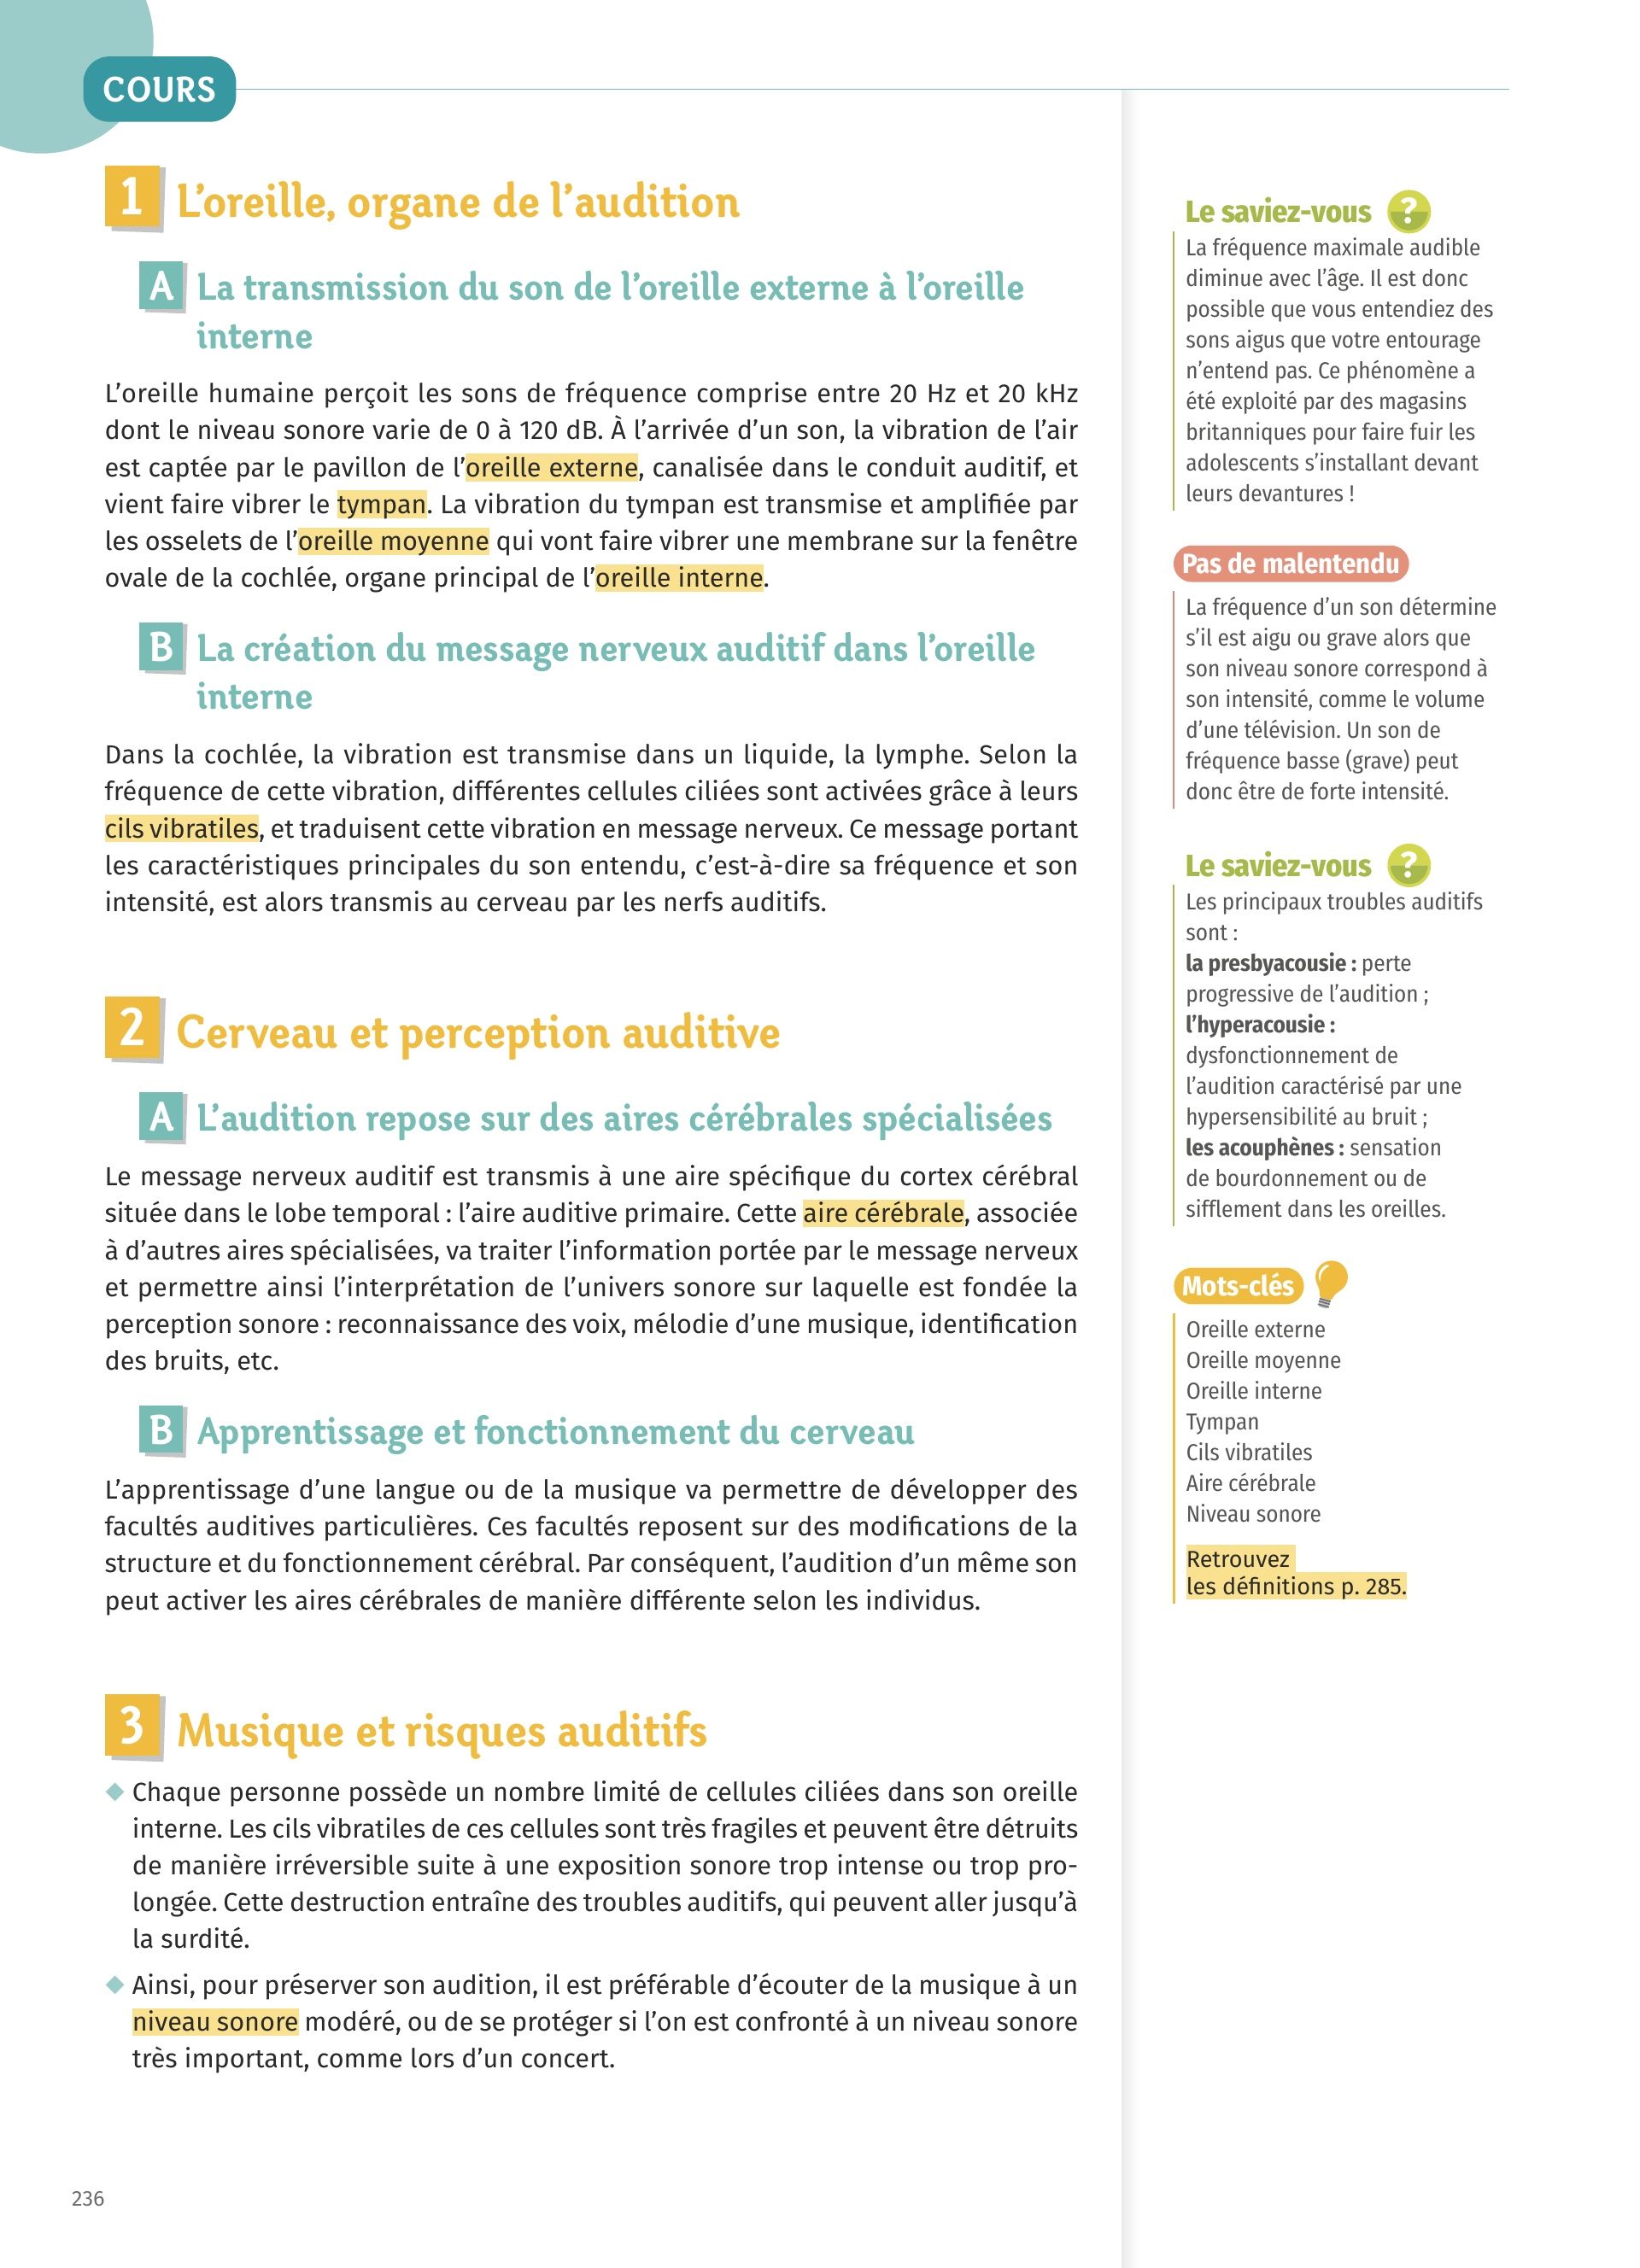 COURS
1 L’oreille, organe de l’audition
A La transmission du son de l’oreille externe à l’oreille
interne
L’oreille humaine perçoit les sons de fréquence comprise entre 20 Hz et 20 kHz
dont le niveau sonore varie de 0 à 120 dB. À l’arrivée d’un son, la vibration de l’air
est captée par le pavillon de l’oreille externe, canalisée dans le conduit auditif, et
vient faire vibrer le tympan. La vibration du tympan est transmise et amplifiée par
les osselets de l’oreille moyenne qui vont faire vibrer une membrane sur la fenêtre
ovale de la cochlée, organe principal de l’oreille interne.
B La création du message nerveux auditif dans l’oreille
interne
Dans la cochlée, la vibration est transmise dans un liquide, la lymphe. Selon la
fréquence de cette vibration, différentes cellules ciliées sont activées grâce à leurs
cils vibratiles, et traduisent cette vibration en message nerveux. Ce message portant
les caractéristiques principales du son entendu, c’est-à-dire sa fréquence et son
intensité, est alors transmis au cerveau par les nerfs auditifs.
2 Cerveau et perception auditive
A L’audition repose sur des aires cérébrales spécialisées
Le message nerveux auditif est transmis à une aire spécifique du cortex cérébral
située dans le lobe temporal : l’aire auditive primaire. Cette aire cérébrale, associée
à d’autres aires spécialisées, va traiter l’information portée par le message nerveux
et permettre ainsi l’interprétation de l’univers sonore sur laquelle est fondée la
perception sonore : reconnaissance des voix, mélodie d’une musique, identification
des bruits, etc.
B Apprentissage et fonctionnement du cerveau
L’apprentissage d’une langue ou de la musique va permettre de développer des
facultés auditives particulières. Ces facultés reposent sur des modifications de la
structure et du fonctionnement cérébral. Par conséquent, l’audition d’un même son
peut activer les aires cérébrales de manière différente selon les individus.
3 Musique et risques auditifs
◆ Chaque personne possède un nombre limité de cellules ciliées dans son oreille
interne. Les cils vibratiles de ces cellules sont très fragiles et peuvent être détruits
de manière irréversible suite à une exposition sonore trop intense ou trop pro-
longée. Cette destruction entraîne des troubles auditifs, qui peuvent aller jusqu’à
la surdité.
◆ Ainsi, pour préserver son audition, il est préférable d’écouter de la musique à un
niveau sonore modéré, ou de se protéger si l’on est confronté à un niveau sonore
très important, comme lors d’un concert.
Le saviez-vous ?
La fréquence maximale audible
diminue avec l’âge. Il est donc
possible que vous entendiez des
sons aigus que votre entourage
n’entend pas. Ce phénomène a
été exploité par des magasins
britanniques pour faire fuir les
adolescents s’installant devant
leurs devantures !
Pas de malentendu
La fréquence d’un son détermine
s’il est aigu ou grave alors que
son niveau sonore correspond à
son intensité, comme le volume
d’une télévision. Un son de
fréquence basse (grave) peut
donc être de forte intensité.
Le saviez-vous ?
Les principaux troubles auditifs
sont :
la presbyacousie : perte
progressive de l’audition ;
l’hyperacousie :
dysfonctionnement de
l’audition caractérisé par une
hypersensibilité au bruit ;
les acouphènes : sensation
de bourdonnement ou de
sifflement dans les oreilles.
Mots-clés
Oreille externe
Oreille moyenne
Oreille interne
Tympan
Cils vibratiles
Aire cérébrale
Niveau sonore
Retrouvez
les définitions p. 285.
236